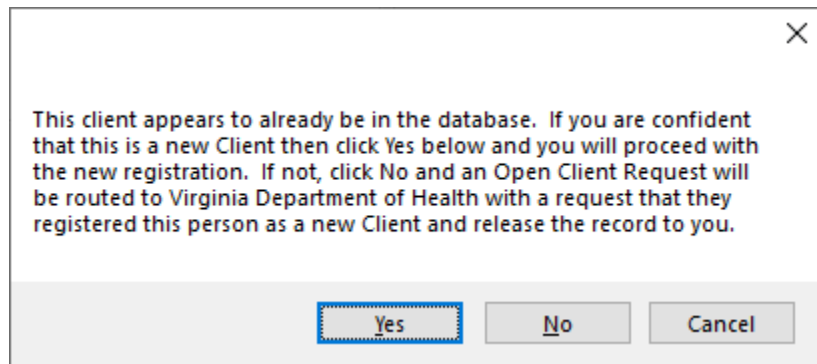 This client appears to already be in the database.  If you are confident
that this is a new Client then click Yes below and you will proceed with
the new registration.  If not, click No and an Open Client Request will
be routed to Virginia Department of Health with a request that they
registered this person as a new Client and release the record to you.
Yes No Cancel